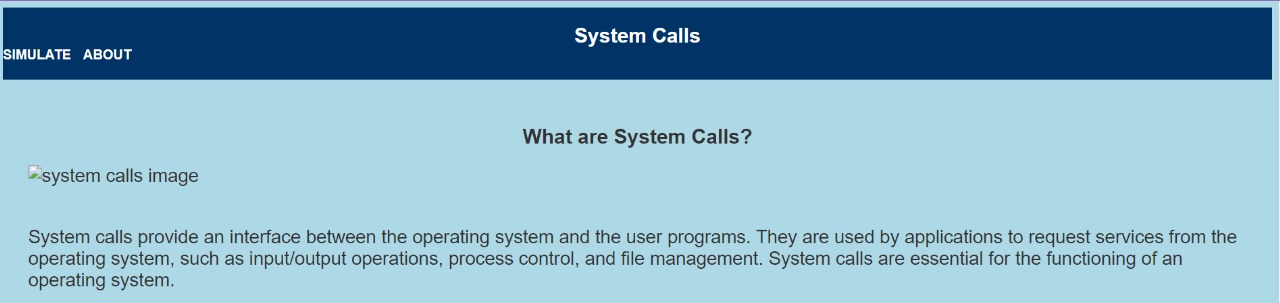 System Calls
SIMULATE ABOUT
What are System Calls?
system calls image
System calls provide an interface between the operating system and the user programs. They are used by applications to request services from the
operating system, such as input/output operations, process control, and file management. System calls are essential for the functioning of an
operating system.